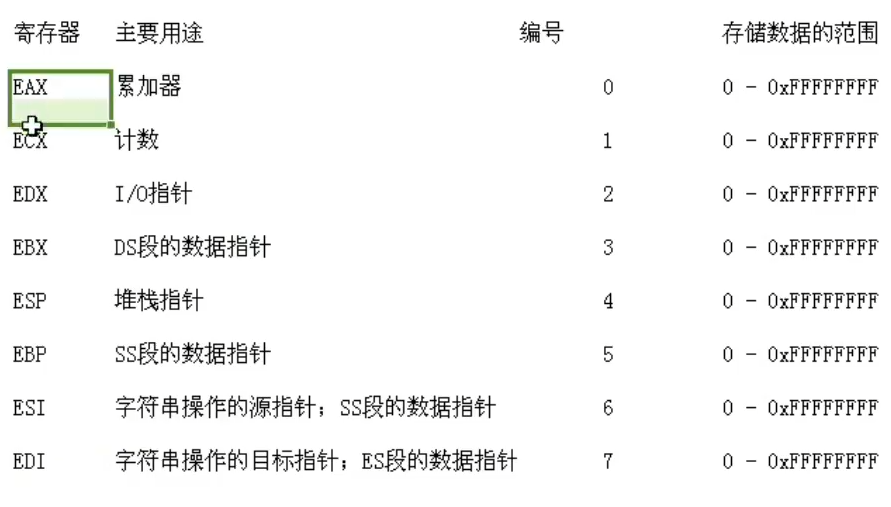 寄存器 主要用途 编号 存储数据的范围
EAX 累加器 0 0 - 0xFFFFFFFF
ECX 计数 1 0 - 0xFFFFFFFF
EDX I/O指针 2 0 - 0xFFFFFFFF
EBX DS段的数据指针 3 0 - 0xFFFFFFFF
ESP 堆栈指针 4 0 - 0xFFFFFFFF
EBP SS段的数据指针 5 0 - 0xFFFFFFFF
ESI 字符串操作的源指针；SS段的数据指针 6 0 - 0xFFFFFFFF
EDI 字符串操作的目标指针；ES段的数据指针 7 0 - 0xFFFFFFFF